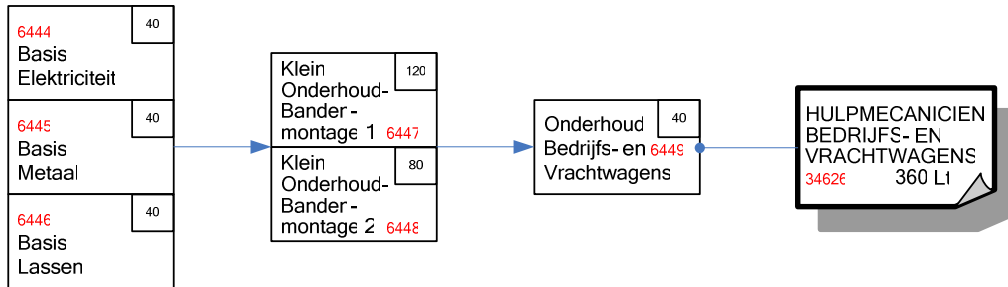 6444 40
Basis
Elektriciteit
6445 40
Basis
Metaal
6446 40
Basis
Lassen
Klein 120
Onderhoud-
Bander -
montage 1 6447
Klein 80
Onderhoud-
Bander -
montage 2 6448
Onderhoud 40
Bedrijfs- en 6449
Vrachtwagens
HULPMECANICIEN
BEDRIJFS- EN
VRACHTWAGENS
34626 360 Lt